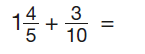 1 4/5 + 3/10 =